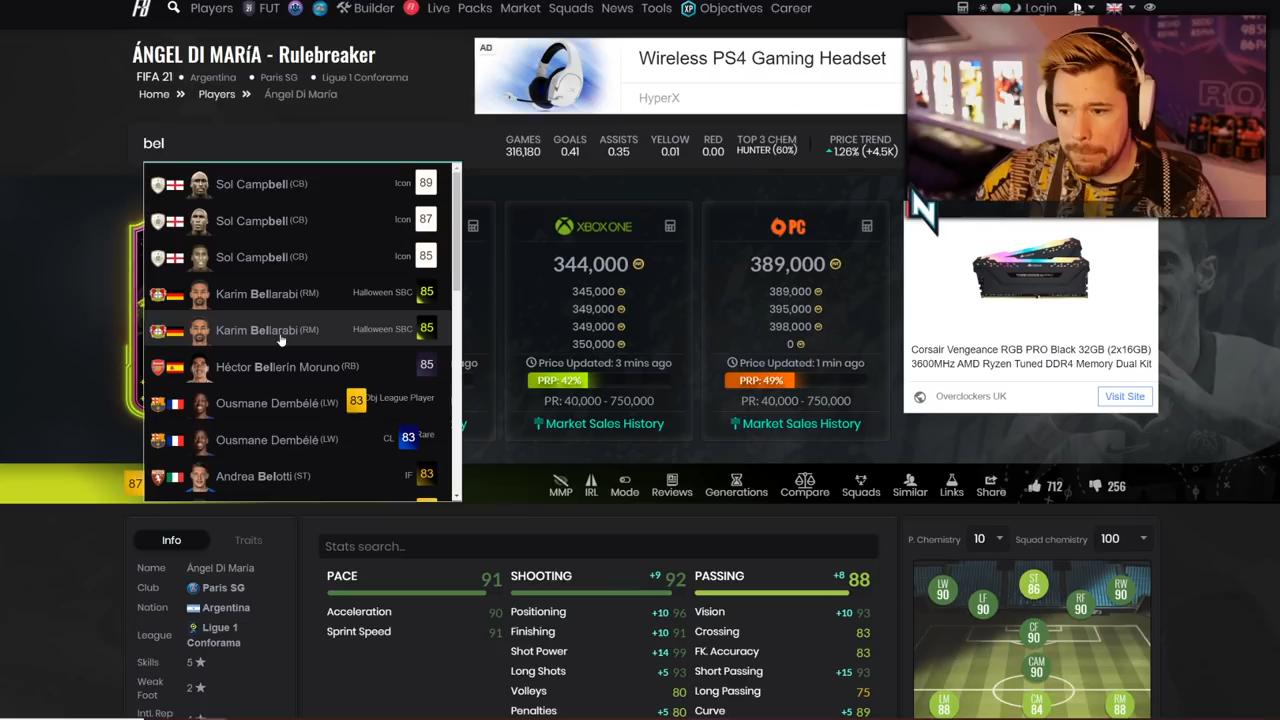 Players FUT Builder Live Packs Market Squads News Tools XP Objectives Career Login
ÁNGEL DI MARíA - Rulebreaker
FIFA 21 • Argentina • Paris SG • Ligue 1 Conforama
Home » Players » Ángel Di María
AD
Wireless PS4 Gaming Headset
HyperX
bel
GAMES
316,180
GOALS
0.41
ASSISTS
0.35
YELLOW
0.01
RED
0.00
TOP 3 CHEM
HUNTER (60%)
PRICE TREND
1.26% (+4.5K)
Sol Campbell (CB) Icon 89
Sol Campbell (CB) Icon 87
Sol Campbell (CB) Icon 85
Karim Bellarabi (RM) Halloween SBC 85
Karim Bellarabi (RM) Halloween SBC 85
Héctor Bellerín Moruno (RB) 85
Ousmane Dembélé (LW) 83 Obj League Player
Ousmane Dembélé (LW) CL 83 Rare
Andrea Belotti (ST) IF 83
ago
XBOX ONE
344,000
345,000
349,000
349,000
350,000
Price Updated: 3 mins ago
PRP: 42%
PR: 40,000 - 750,000
Market Sales History
PC
389,000
389,000
395,000
398,000
0
Price Updated: 1 min ago
PRP: 49%
PR: 40,000 - 750,000
Market Sales History
N
RO
Corsair Vengeance RGB PRO Black 32GB (2x16GB)
3600MHz AMD Ryzen Tuned DDR4 Memory Dual Kit
Overclockers UK
Visit Site
87
MMP IRL Mode Reviews Generations Compare Squads Similar Links Share 712 256
Info Traits
Name Ángel Di María
Club Paris SG
Nation Argentina
League Ligue 1
Conforama
Skills 5
Weak
Foot 2
Intl. Rep
Stats search...
PACE 91
Acceleration 90
Sprint Speed 91
SHOOTING +9 92
Positioning +10 96
Finishing +10 91
Shot Power +14 99
Long Shots +5 93
Volleys 80
Penalties +5 80
PASSING +8 88
Vision +10 93
Crossing 83
FK. Accuracy 83
Short Passing +15 93
Long Passing 75
Curve +5 89
P. Chemistry 10 Squad chemistry 100
LW
90
LF
90
ST
86
RF
90
RW
90
CF
90
CAM
90
LM
88
CM
84
RM
88